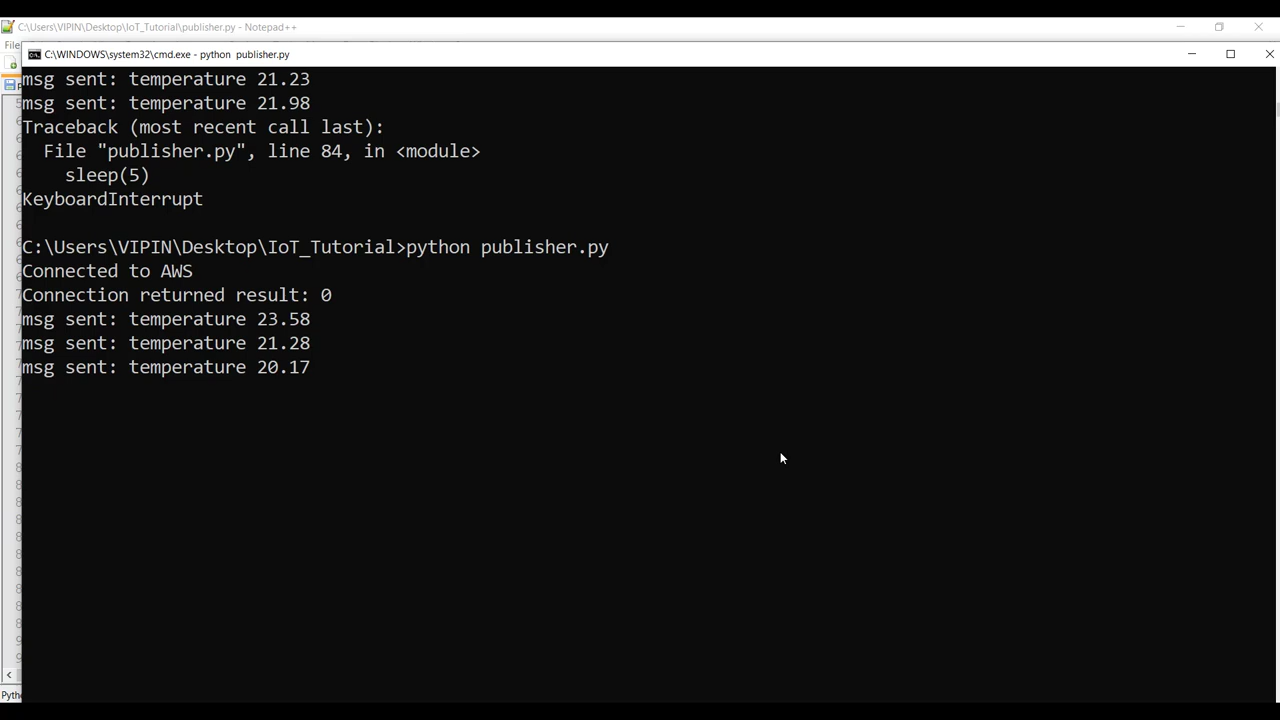 C:\Users\VIPIN\Desktop\IoT_Tutorial\publisher.py - Notepad++
File
C:\WINDOWS\system32\cmd.exe - python  publisher.py
msg sent: temperature 21.23
msg sent: temperature 21.98
Traceback (most recent call last):
  File "publisher.py", line 84, in <module>
    sleep(5)
KeyboardInterrupt
C:\Users\VIPIN\Desktop\IoT_Tutorial>python publisher.py
Connected to AWS
Connection returned result: 0
msg sent: temperature 23.58
msg sent: temperature 21.28
msg sent: temperature 20.17